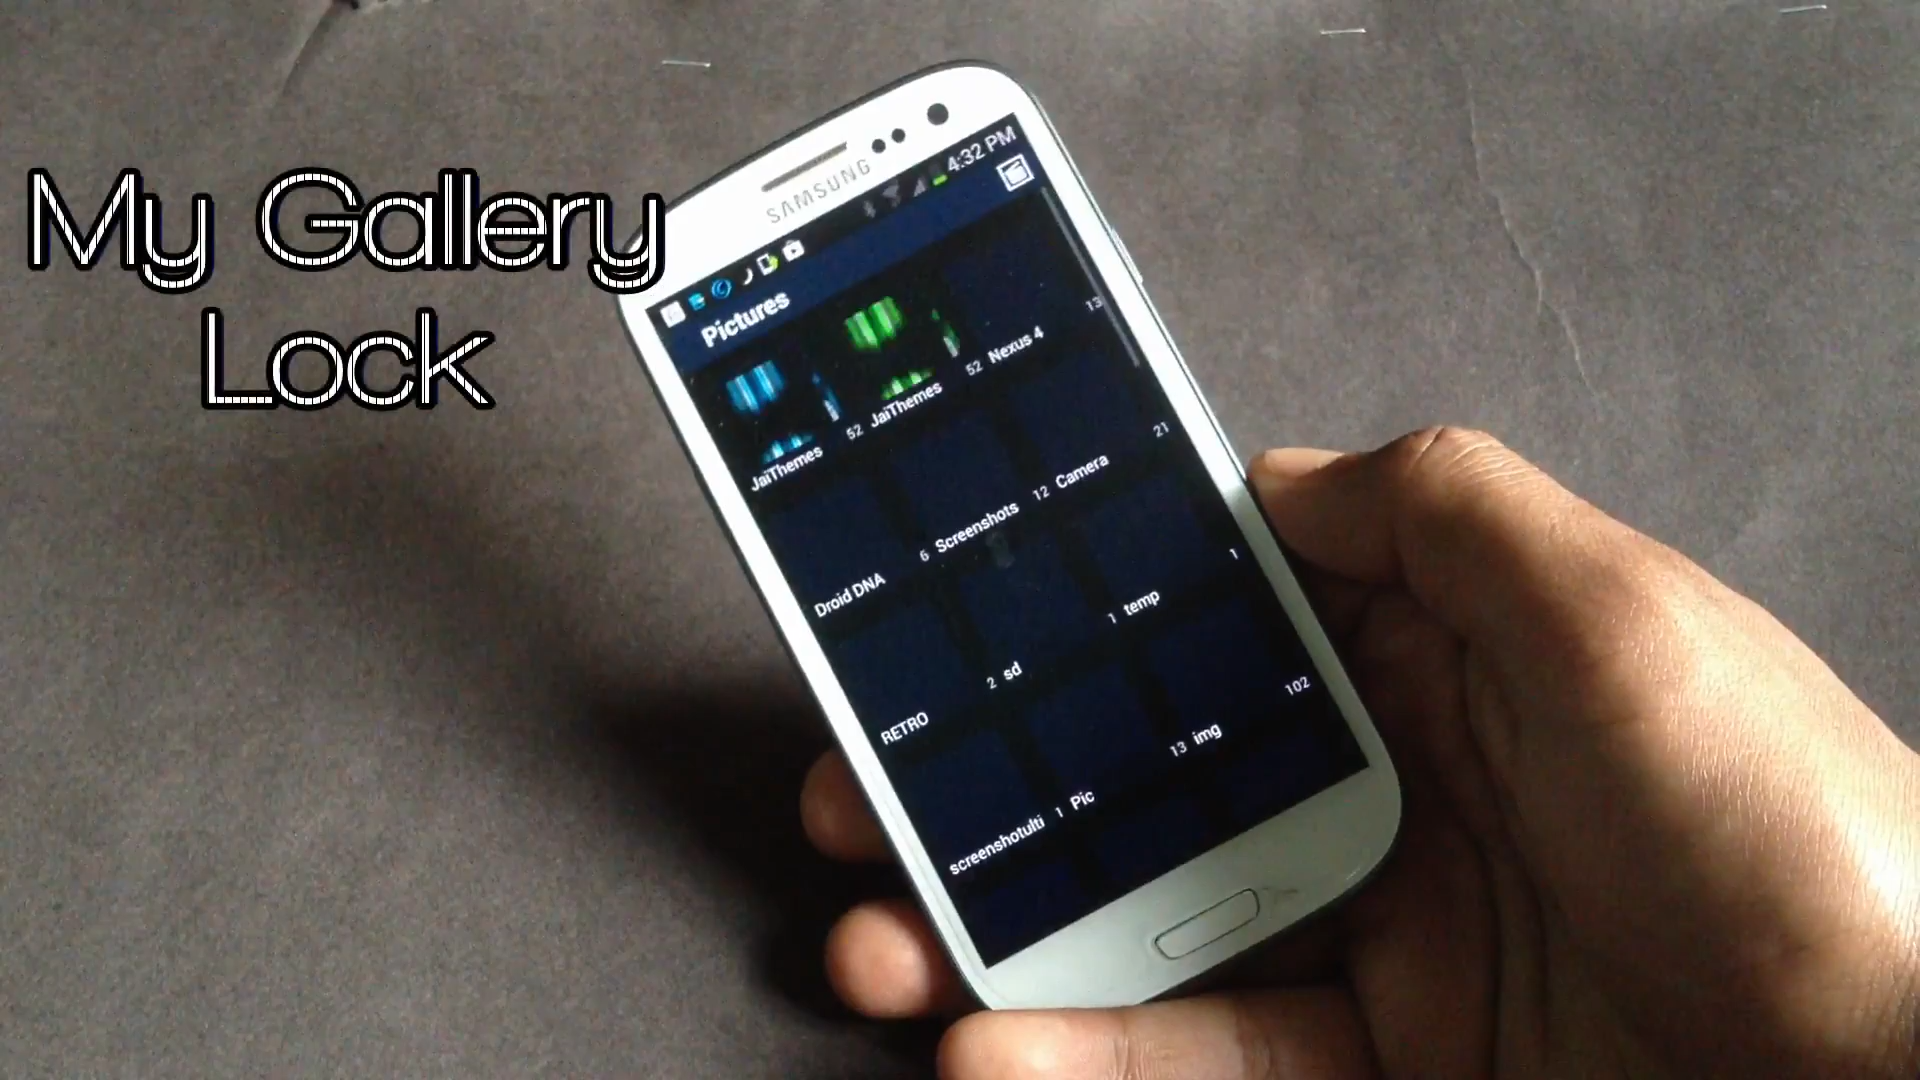 My Gallery
Lock
SAMSUNG
4:32 PM
Pictures
JaiThemes 52 JaiThemes 52 Nexus 4 13
Droid DNA 6 Screenshots 12 Camera 21
RETRO 2 sd 1 temp 1
screenshotulti 1 Pic 13 img 102